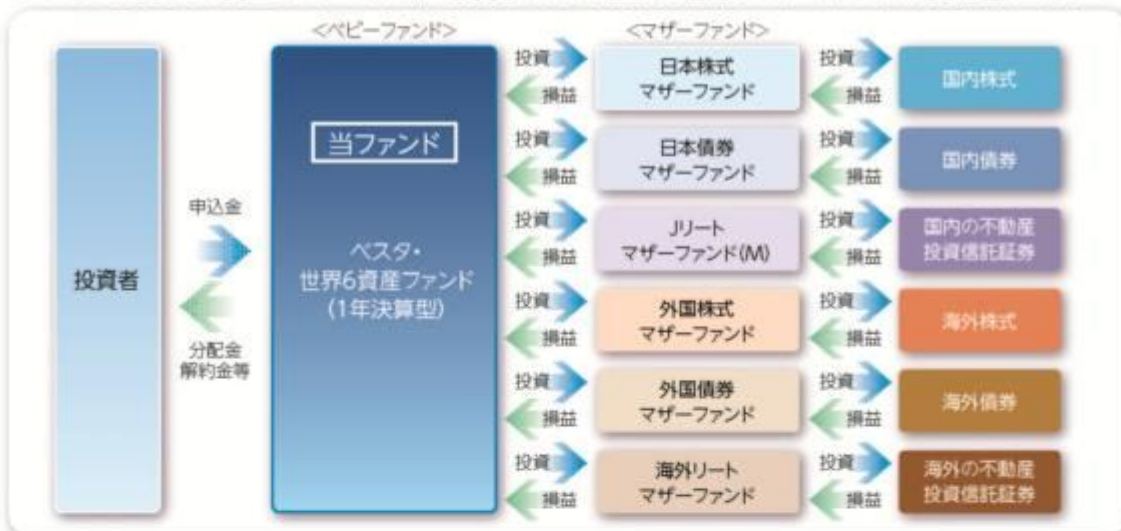 <ベビーファンド>
<マザーファンド>
投資者
申込金
分配金
解約金等
当ファンド
ベスタ・
世界6資産ファンド
(1年決算型)
投資
損益
日本株式
マザーファンド
投資
損益
国内株式
投資
損益
日本債券
マザーファンド
投資
損益
国内債券
投資
損益
Jリート
マザーファンド(M)
投資
損益
国内の不動産
投資信託証券
投資
損益
外国株式
マザーファンド
投資
損益
海外株式
投資
損益
外国債券
マザーファンド
投資
損益
海外債券
投資
損益
海外リート
マザーファンド
投資
損益
海外の不動産
投資信託証券